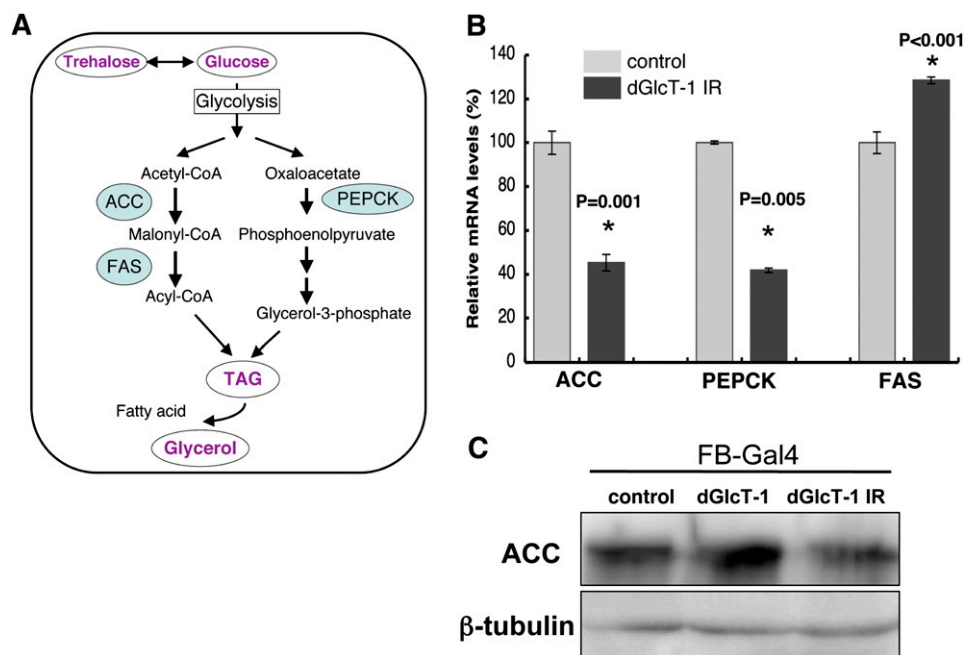 A
Trehalose
Glucose
Glycolysis
Acetyl-CoA
Oxaloacetate
ACC
PEPCK
Malonyl-CoA
Phosphoenolpyruvate
FAS
Acyl-CoA
Glycerol-3-phosphate
TAG
Fatty acid
Glycerol
B
Relative mRNA levels (%)
140
120
100
80
60
40
20
0
control
dGlcT-1 IR
P=0.001
*
P=0.005
*
P<0.001
*
ACC PEPCK FAS
C
FB-Gal4
control dGlcT-1 dGlcT-1 IR
ACC
β-tubulin